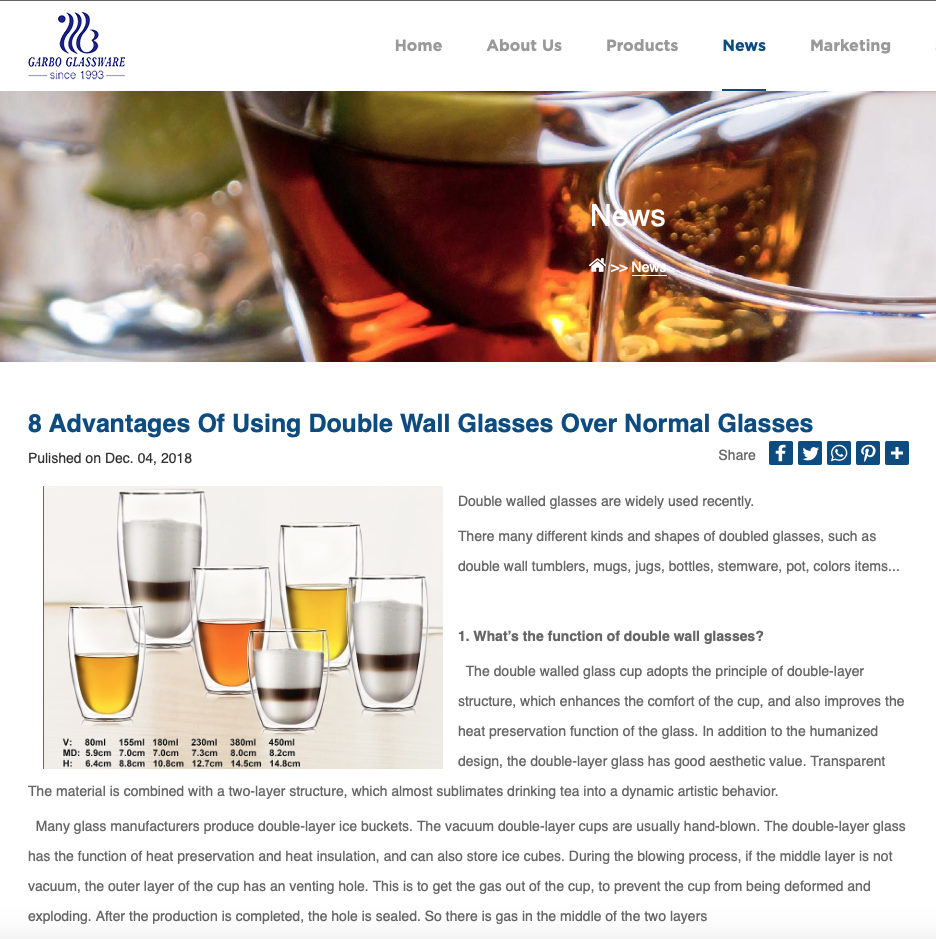 GARBO GLASSWARE
since 1993
Home About Us Products News Marketing
News
>> News
8 Advantages Of Using Double Wall Glasses Over Normal Glasses
Pulished on Dec. 04, 2018
Share
Double walled glasses are widely used recently.
There many different kinds and shapes of doubled glasses, such as
double wall tumblers, mugs, jugs, bottles, stemware, pot, colors items...
V: 80ml 155ml 180ml 230ml 380ml 450ml
MD: 5.9cm 7.0cm 7.0cm 7.3cm 8.0cm 8.2cm
H: 6.4cm 8.8cm 10.8cm 12.7cm 14.5cm 14.8cm
1. What's the function of double wall glasses?
The double walled glass cup adopts the principle of double-layer
structure, which enhances the comfort of the cup, and also improves the
heat preservation function of the glass. In addition to the humanized
design, the double-layer glass has good aesthetic value. Transparent
The material is combined with a two-layer structure, which almost sublimates drinking tea into a dynamic artistic behavior.
Many glass manufacturers produce double-layer ice buckets. The vacuum double-layer cups are usually hand-blown. The double-layer glass
has the function of heat preservation and heat insulation, and can also store ice cubes. During the blowing process, if the middle layer is not
vacuum, the outer layer of the cup has an venting hole. This is to get the gas out of the cup, to prevent the cup from being deformed and
exploding. After the production is completed, the hole is sealed. So there is gas in the middle of the two layers